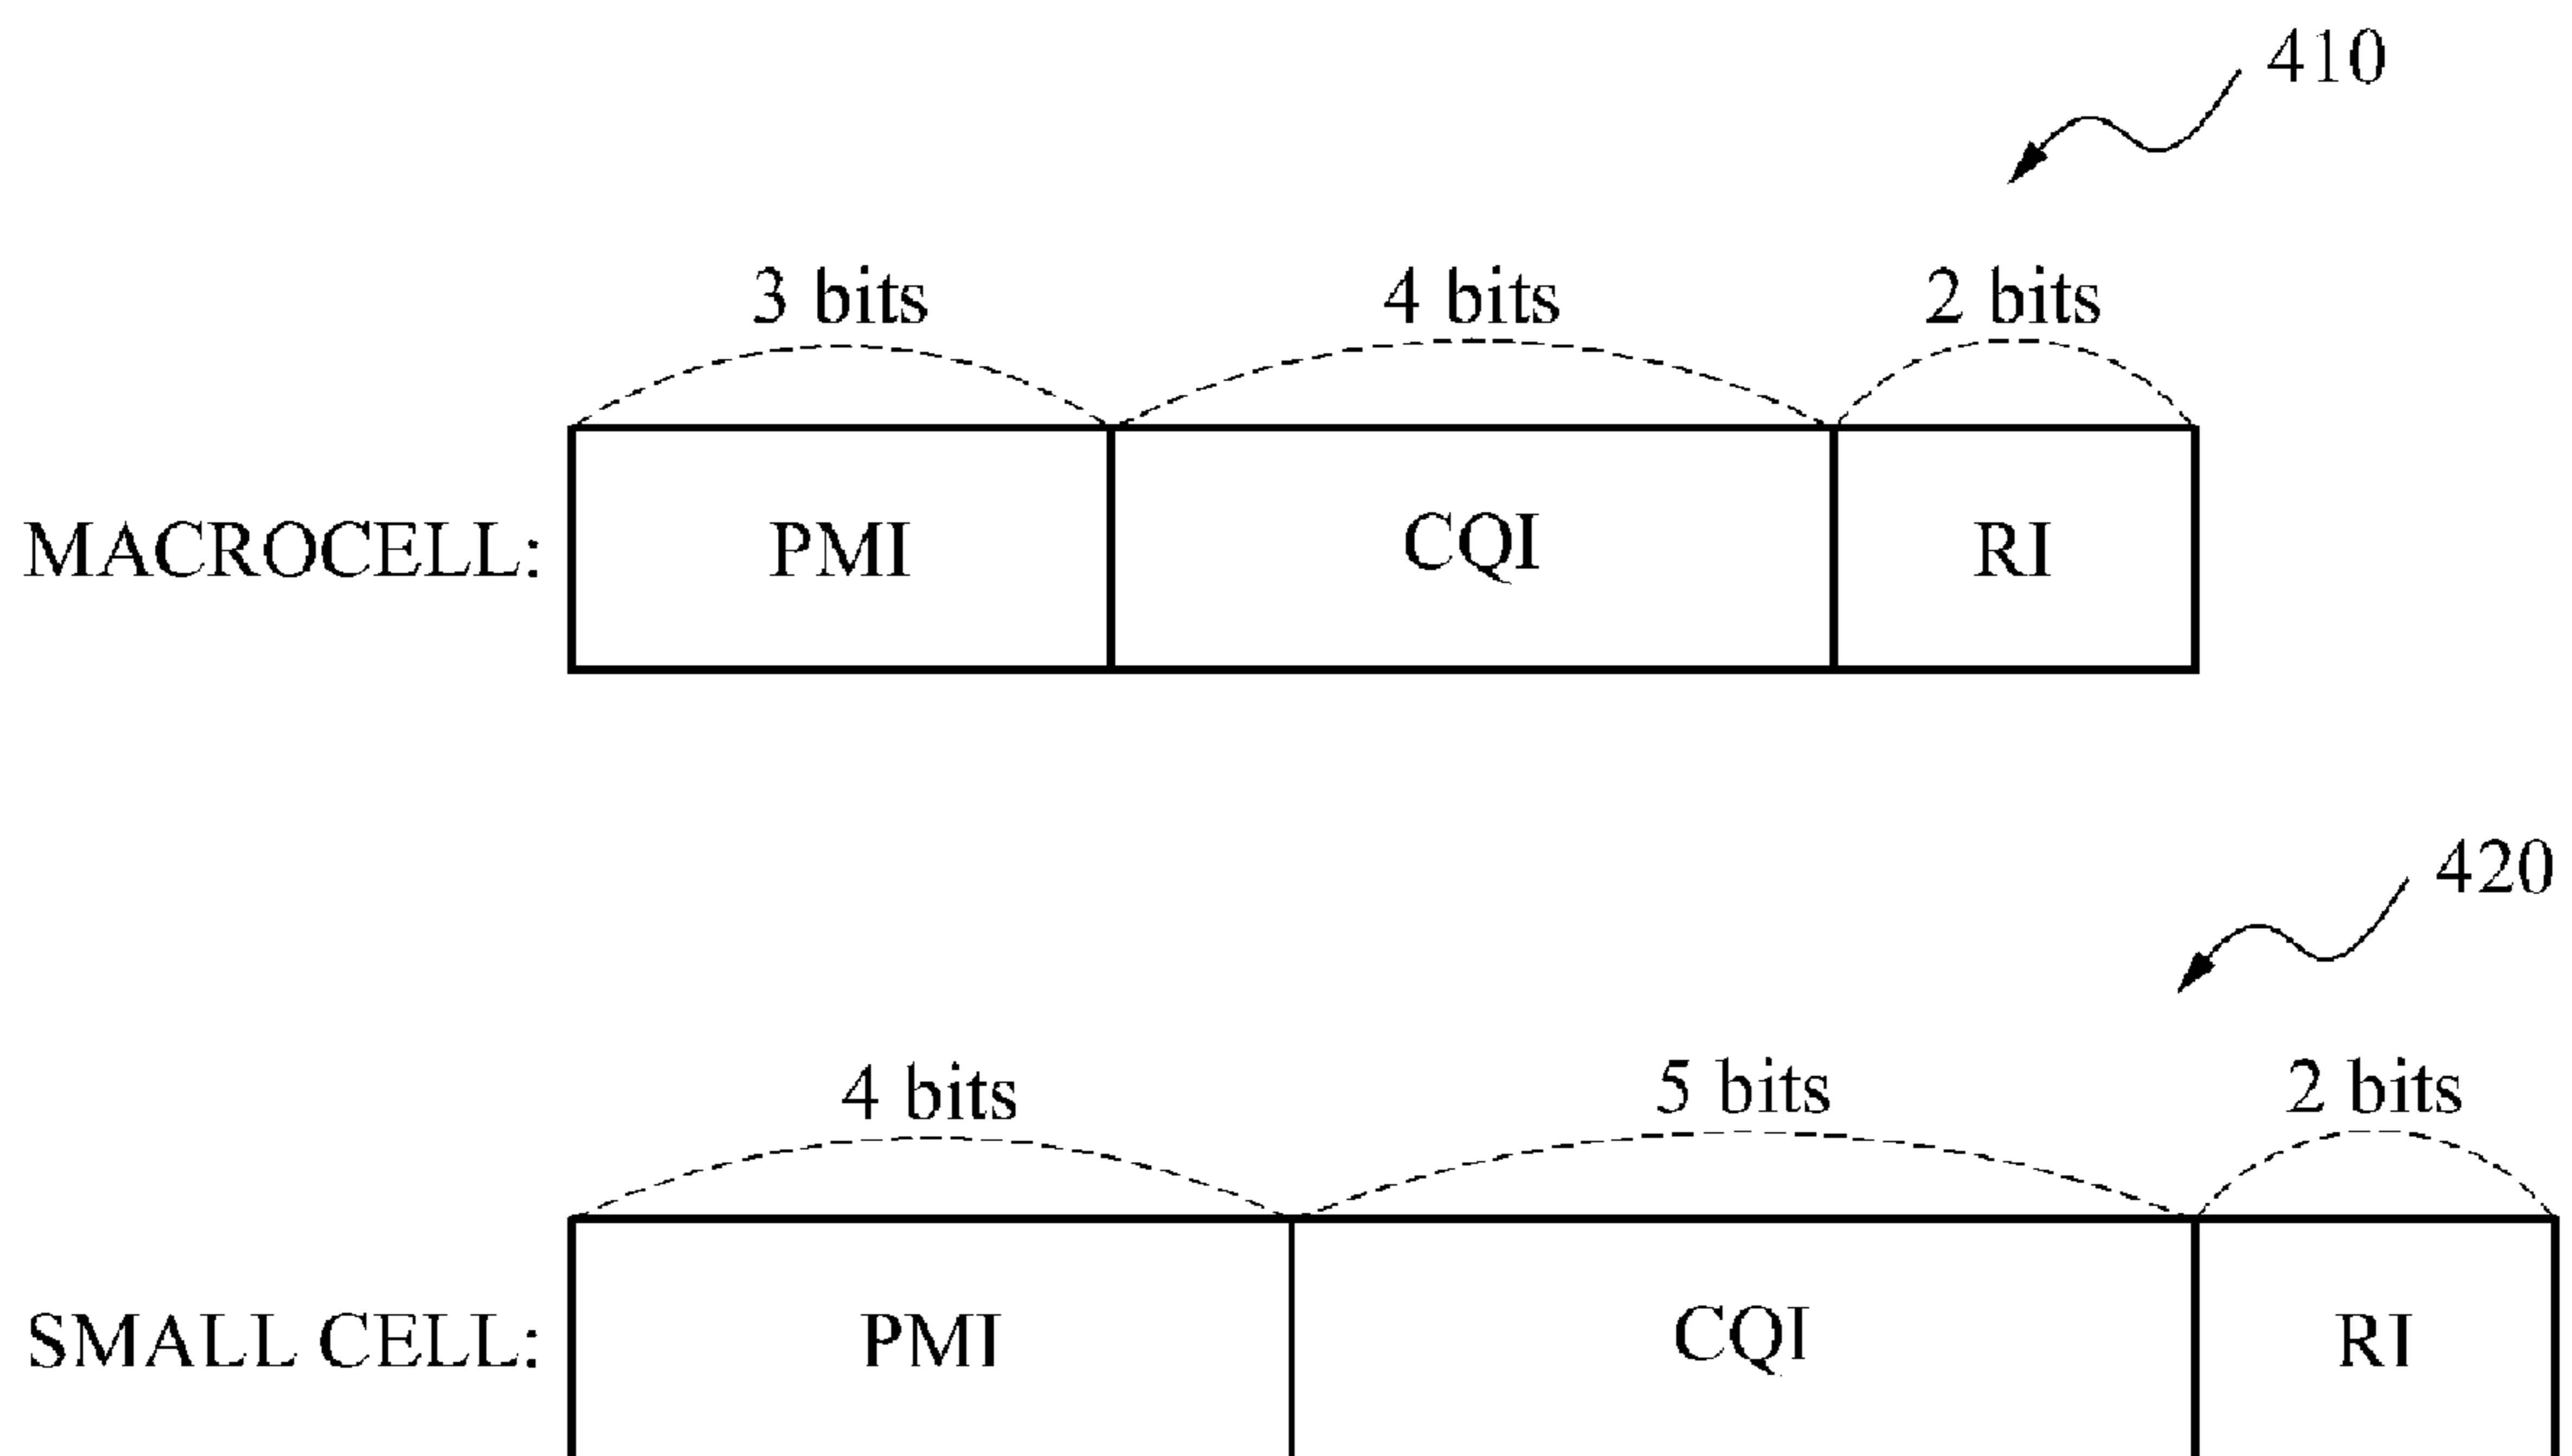 410
3 bits 4 bits 2 bits
MACROCELL: PMI CQI RI
420
4 bits 5 bits 2 bits
SMALL CELL: PMI CQI RI